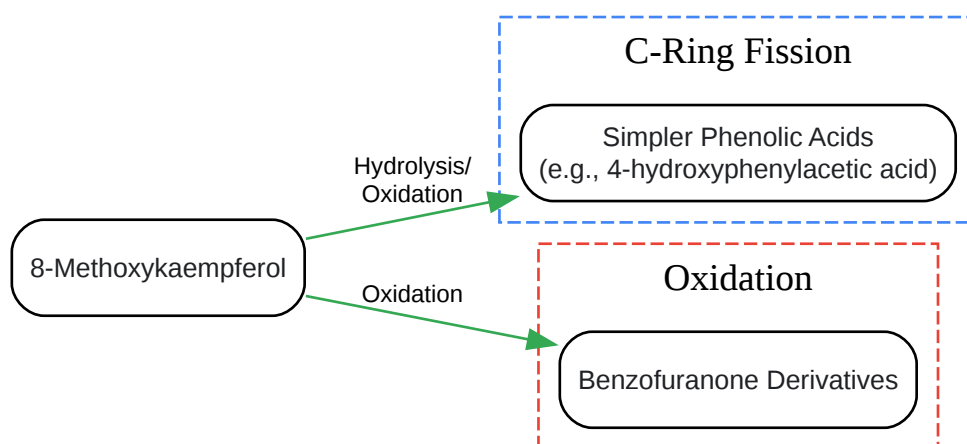 C-Ring Fission
Simpler Phenolic Acids
(e.g., 4-hydroxyphenylacetic acid)
Hydrolysis/
Oxidation
8-Methoxykaempferol
Oxidation
Oxidation
Benzofuranone Derivatives